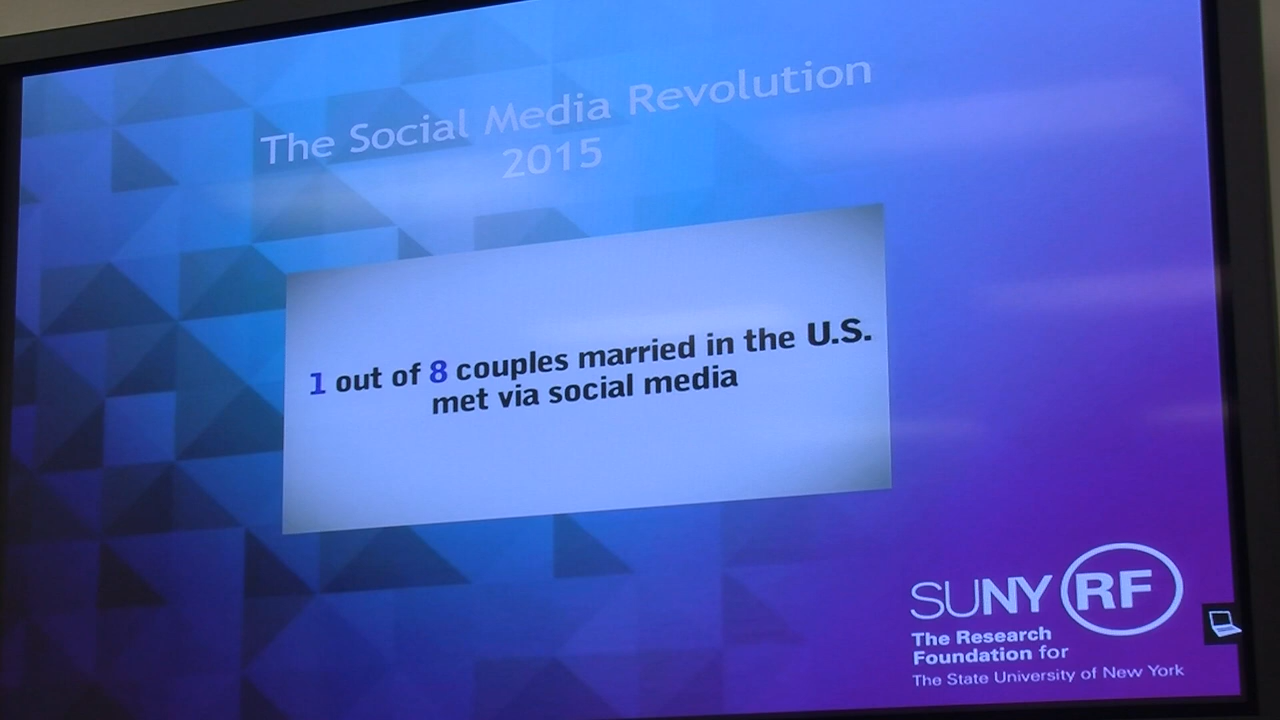 The Social Media Revolution
2015
1 out of 8 couples married in the U.S.
met via social media
SUNY RF
The Research
Foundation for
The State University of New York